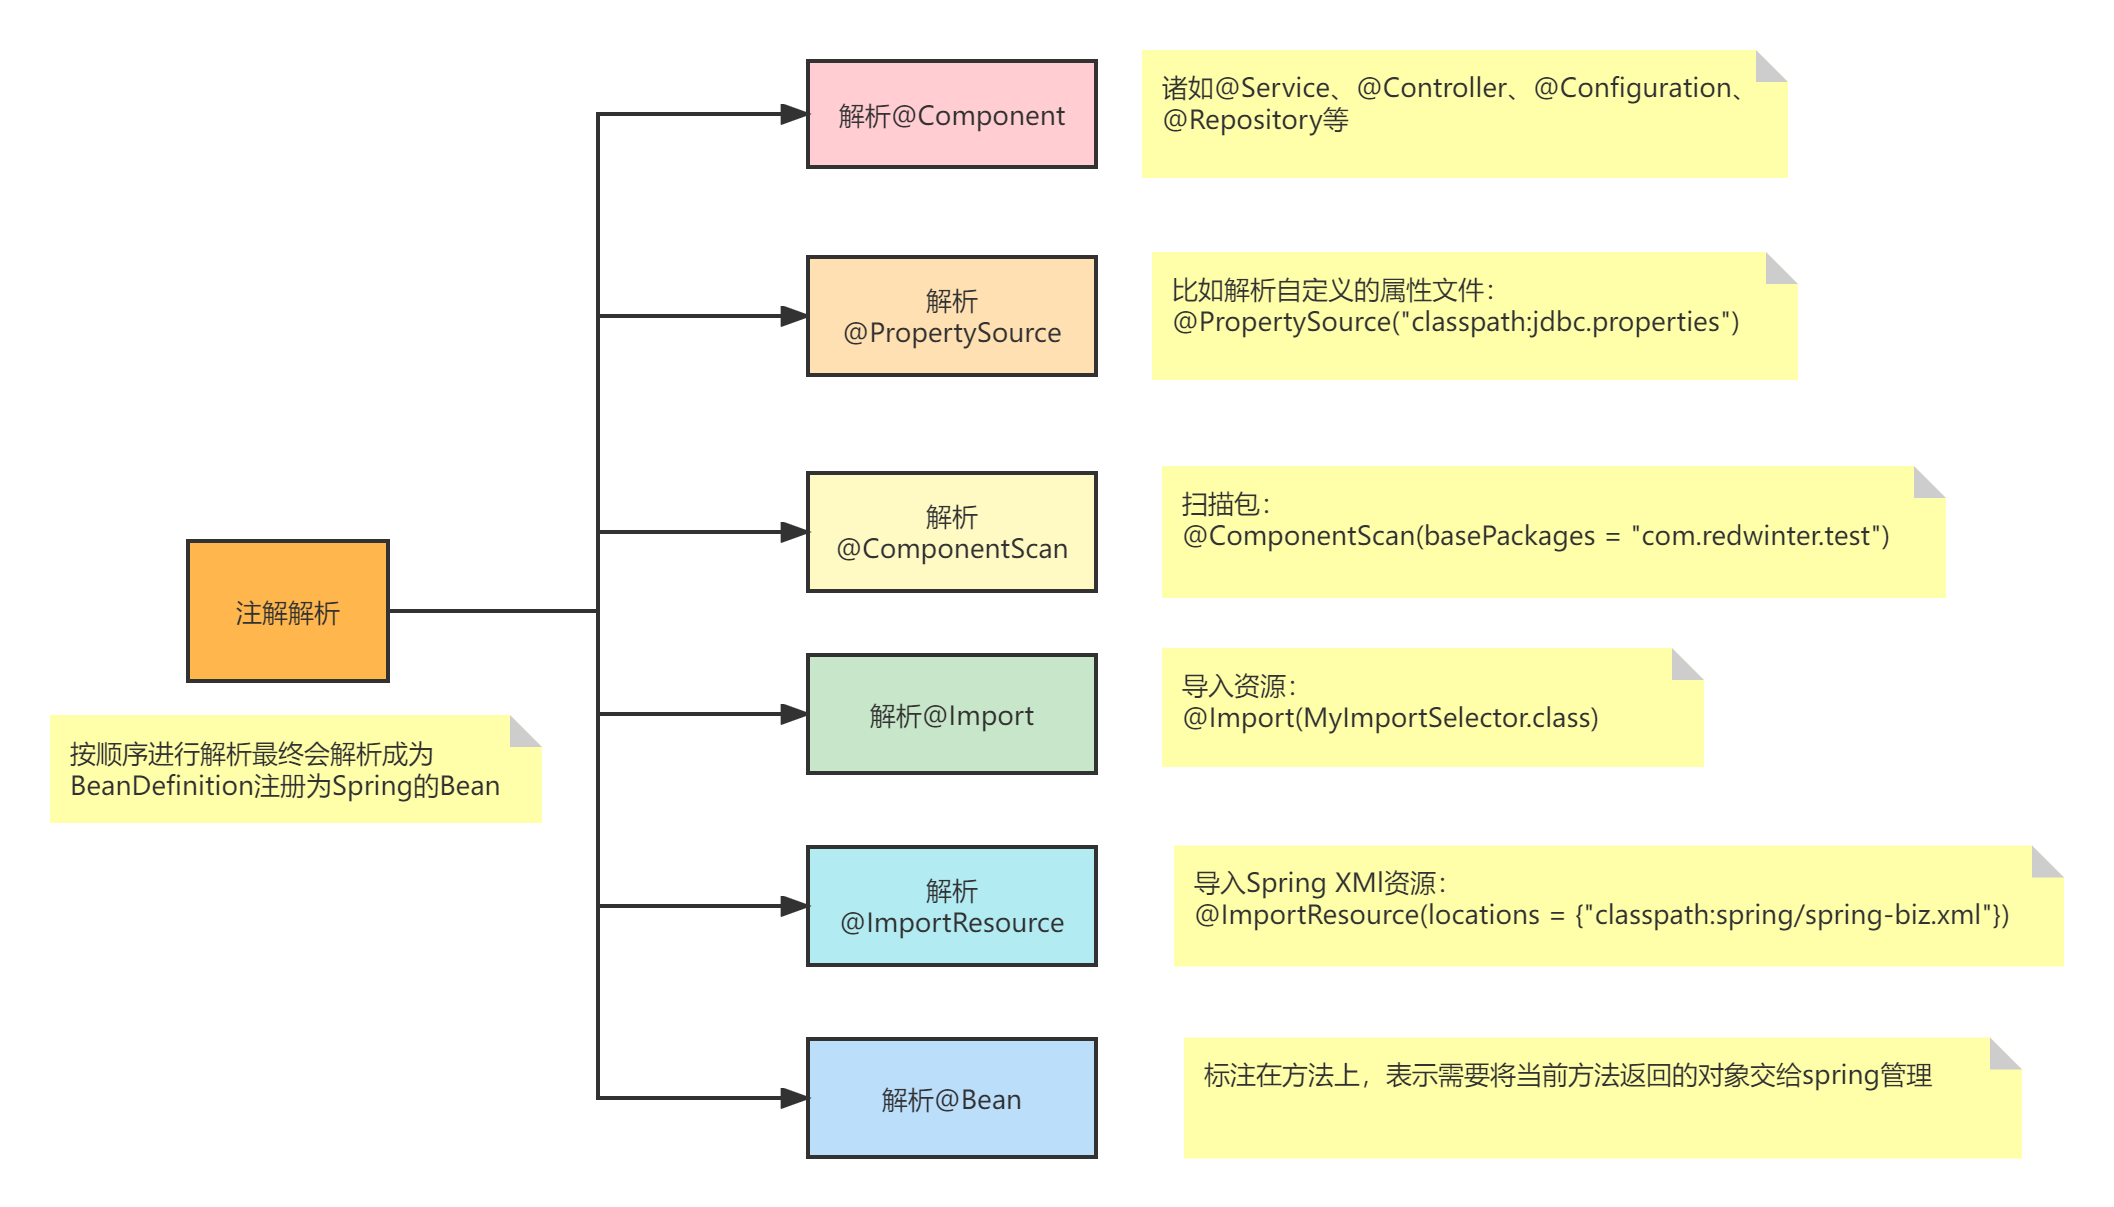 解析@Component
诸如@Service、@Controller、@Configuration、
@Repository等
解析
@PropertySource
比如解析自定义的属性文件：
@PropertySource("classpath:jdbc.properties")
解析
@ComponentScan
扫描包：
@ComponentScan(basePackages = "com.redwinter.test")
注解解析
按顺序进行解析最终会解析成为
BeanDefinition注册为Spring的Bean
解析@Import
导入资源：
@Import(MyImportSelector.class)
解析
@ImportResource
导入Spring XMl资源：
@ImportResource(locations = {"classpath:spring/spring-biz.xml"})
解析@Bean
标注在方法上，表示需要将当前方法返回的对象交给spring管理